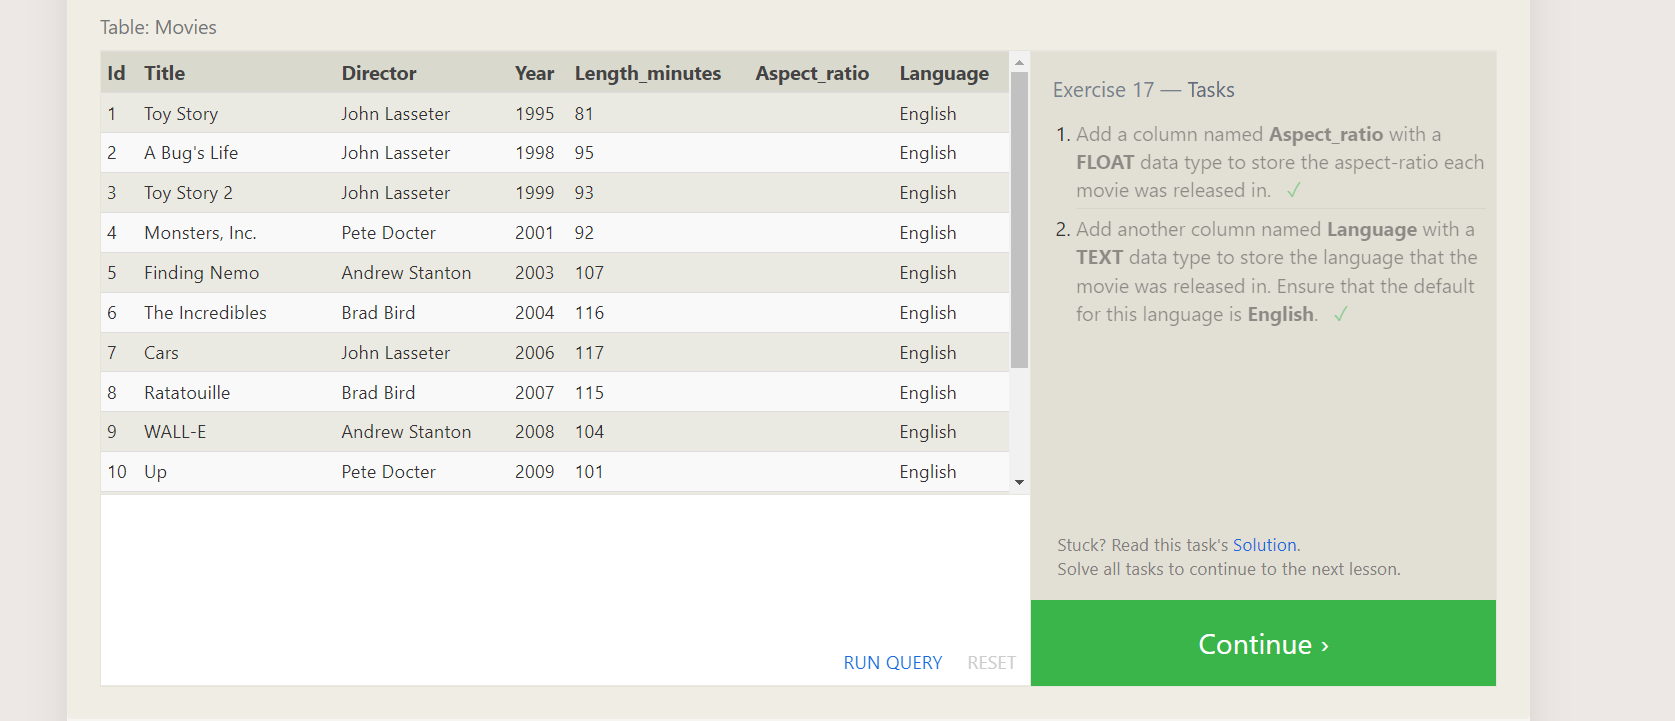 Table: Movies
Id Title Director Year Length_minutes Aspect_ratio Language
1 Toy Story John Lasseter 1995 81 English
2 A Bug's Life John Lasseter 1998 95 English
3 Toy Story 2 John Lasseter 1999 93 English
4 Monsters, Inc. Pete Docter 2001 92 English
5 Finding Nemo Andrew Stanton 2003 107 English
6 The Incredibles Brad Bird 2004 116 English
7 Cars John Lasseter 2006 117 English
8 Ratatouille Brad Bird 2007 115 English
9 WALL-E Andrew Stanton 2008 104 English
10 Up Pete Docter 2009 101 English
RUN QUERY RESET
Exercise 17 — Tasks
1. Add a column named Aspect_ratio with a
FLOAT data type to store the aspect-ratio each
movie was released in. ✓
2. Add another column named Language with a
TEXT data type to store the language that the
movie was released in. Ensure that the default
for this language is English. ✓
Stuck? Read this task's Solution.
Solve all tasks to continue to the next lesson.
Continue ›